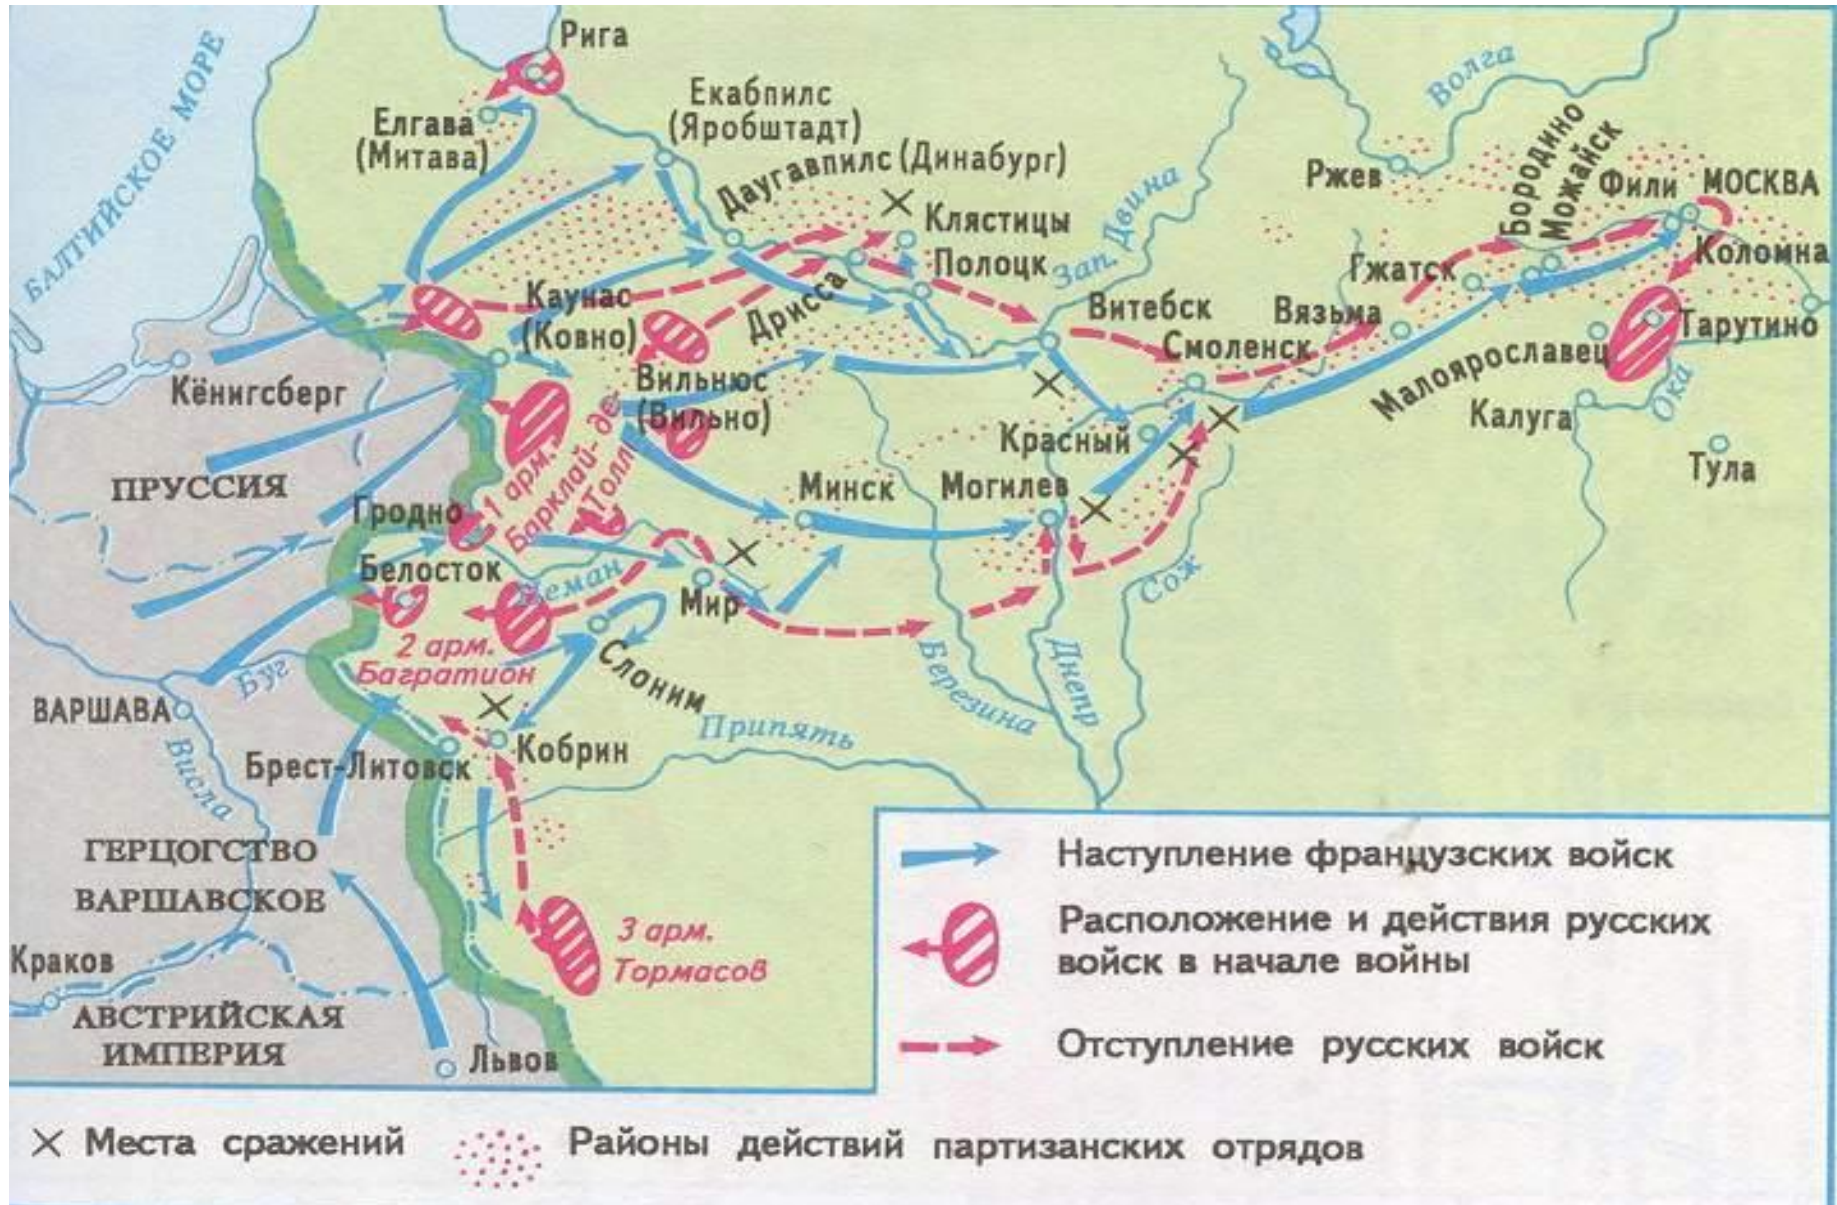 Рига
БАЛТИЙСКОЕ МОРЕ
Елгава
(Митава)
Екабпилс
(Яробштадт)
Даугавпилс (Динабург)
Клястицы
Полоцк
Дрисса
Зап. Двина
Волга
Ржев
Бородино
Можайск
Фили
МОСКВА
Коломна
Гжатск
Вязьма
Тарутино
Малоярославец
Калуга
Ока
Тула
Каунас
(Ковно)
Кёнигсберг
Вильнюс
(Вильно)
Витебск
Смоленск
Красный
ПРУССИЯ
Гродно
1 арм.
Барклай-де-
Толли
Минск
Могилев
Белосток
Неман
Мир
Сож
2 арм.
Багратион
Слоним
Березина
Днепр
Буг
ВАРШАВА
Висла
Кобрин
Припять
Брест-Литовск
ГЕРЦОГСТВО
ВАРШАВСКОЕ
3 арм.
Тормасов
Краков
АВСТРИЙСКАЯ
ИМПЕРИЯ
Львов
Наступление французских войск
Расположение и действия русских
войск в начале войны
Отступление русских войск
Места сражений
Районы действий партизанских отрядов